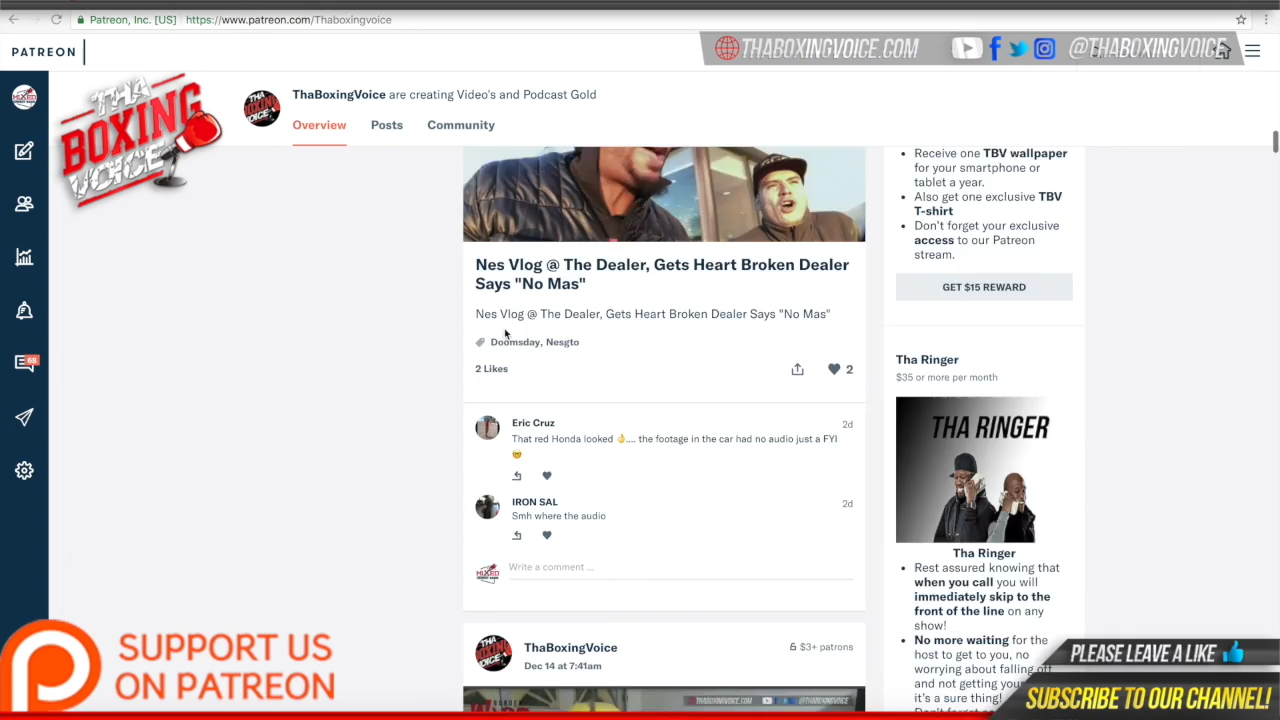 Patreon, Inc. [US]
https://www.patreon.com/Thaboxingvoice
PATREON
THABOXINGVOICE.COM
@THABOXINGVOICE
THA BOXING VOICE
ThaBoxingVoice are creating Video's and Podcast Gold
Overview
Posts
Community
Nes Vlog @ The Dealer, Gets Heart Broken Dealer
Says "No Mas"
Nes Vlog @ The Dealer, Gets Heart Broken Dealer Says "No Mas"
Doomsday, Nesgto
2 Likes
2
Eric Cruz
2d
That red Honda looked 👌.... the footage in the car had no audio just a FYI
🤓
IRON SAL
2d
Smh where the audio
Write a comment ...
ThaBoxingVoice
Dec 14 at 7:41am
$3+ patrons
THABOXINGVOICE.COM
@THABOXINGVOICE
Receive one TBV wallpaper
for your smartphone or
tablet a year.
Also get one exclusive TBV
T-shirt
Don't forget your exclusive
access to our Patreon
stream.
GET $15 REWARD
Tha Ringer
$35 or more per month
THA RINGER
Tha Ringer
Rest assured knowing that
when you call you will
immediately skip to the
front of the line on any
show!
No more waiting for the
host to get to you, no
worrying about falling off
and not getting
it's a sure thing!
68
SUPPORT US
ON PATREON
PLEASE LEAVE A LIKE
SUBSCRIBE TO OUR CHANNEL!